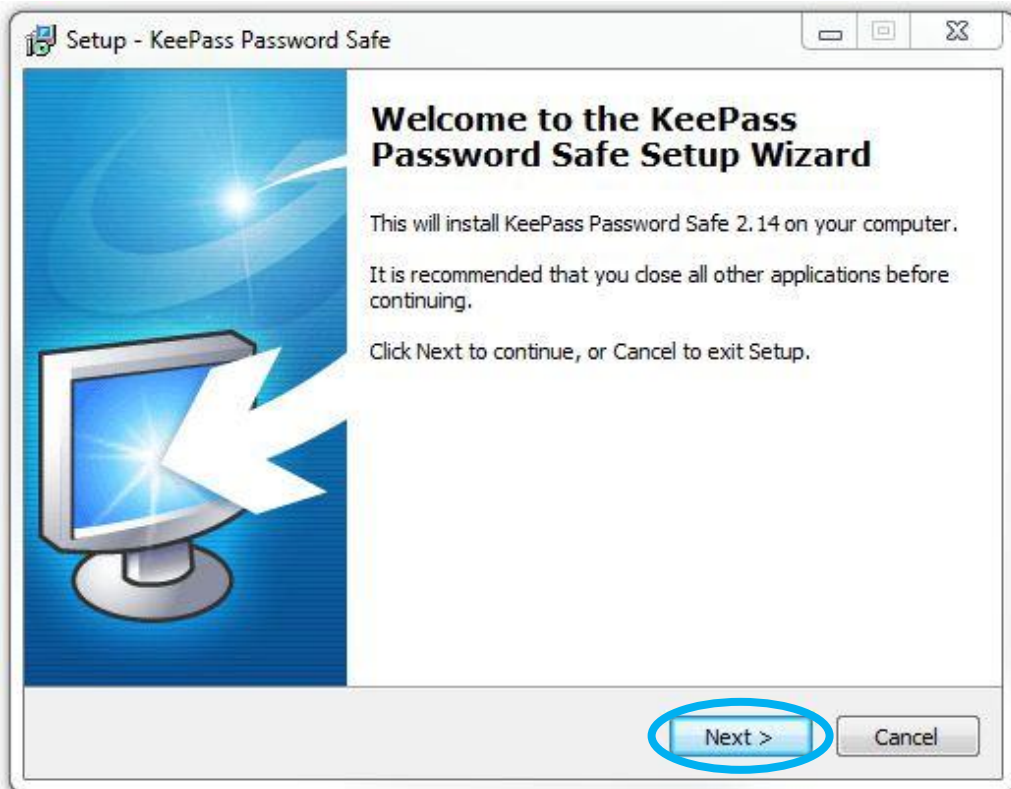 Setup - KeePass Password Safe
Welcome to the KeePass
Password Safe Setup Wizard
This will install KeePass Password Safe 2.14 on your computer.
It is recommended that you close all other applications before
continuing.
Click Next to continue, or Cancel to exit Setup.
Next >
Cancel